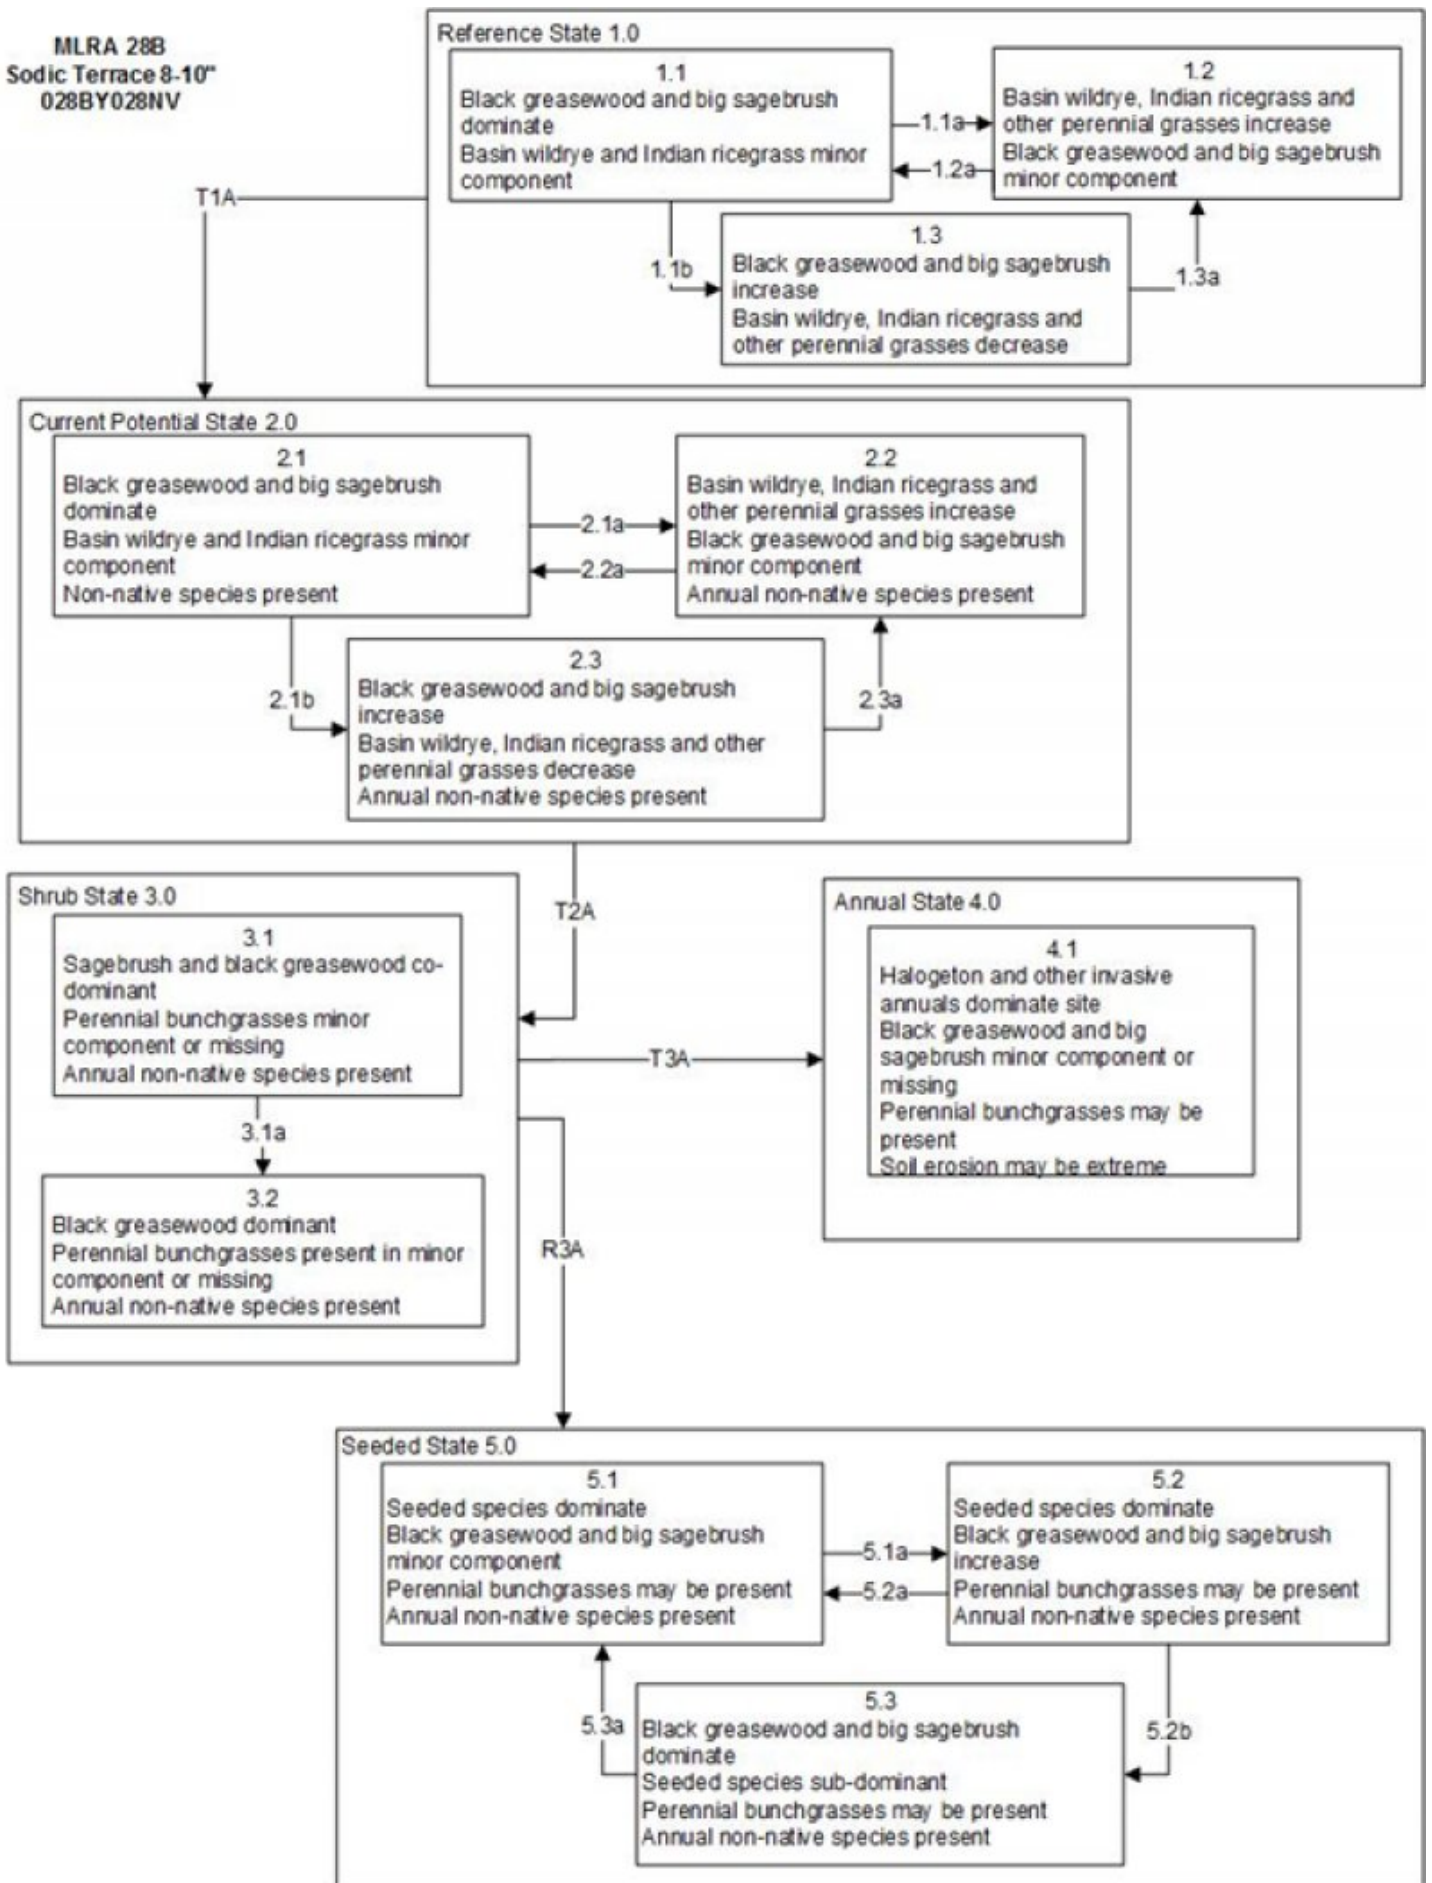 MLRA 28B
Sodic Terrace 8-10"
028BY028NV
Reference State 1.0
1.1
Black greasewood and big sagebrush
dominate
Basin wildrye and Indian ricegrass minor
component
1.1a
1.2a
1.2
Basin wildrye, Indian ricegrass and
other perennial grasses increase
Black greasewood and big sagebrush
minor component
T1A
1.1b
1.3
Black greasewood and big sagebrush
increase
Basin wildrye, Indian ricegrass and
other perennial grasses decrease
1.3a
Current Potential State 2.0
2.1
Black greasewood and big sagebrush
dominate
Basin wildrye and Indian ricegrass minor
component
Non-native species present
2.1a
2.2a
2.2
Basin wildrye, Indian ricegrass and
other perennial grasses increase
Black greasewood and big sagebrush
minor component
Annual non-native species present
2.1b
2.3
Black greasewood and big sagebrush
increase
Basin wildrye, Indian ricegrass and other
perennial grasses decrease
Annual non-native species present
2.3a
T2A
Shrub State 3.0
3.1
Sagebrush and black greasewood co-
dominant
Perennial bunchgrasses minor
component or missing
Annual non-native species present
3.1a
3.2
Black greasewood dominant
Perennial bunchgrasses present in minor
component or missing
Annual non-native species present
T3A
R3A
Annual State 4.0
4.1
Halogeton and other invasive
annuals dominate site
Black greasewood and big
sagebrush minor component or
missing
Perennial bunchgrasses may be
present
Soil erosion may be extreme
Seeded State 5.0
5.1
Seeded species dominate
Black greasewood and big sagebrush
minor component
Perennial bunchgrasses may be present
Annual non-native species present
5.1a
5.2a
5.2
Seeded species dominate
Black greasewood and big sagebrush
increase
Perennial bunchgrasses may be present
Annual non-native species present
5.3a
5.3
Black greasewood and big sagebrush
dominate
Seeded species sub-dominant
Perennial bunchgrasses may be present
Annual non-native species present
5.2b